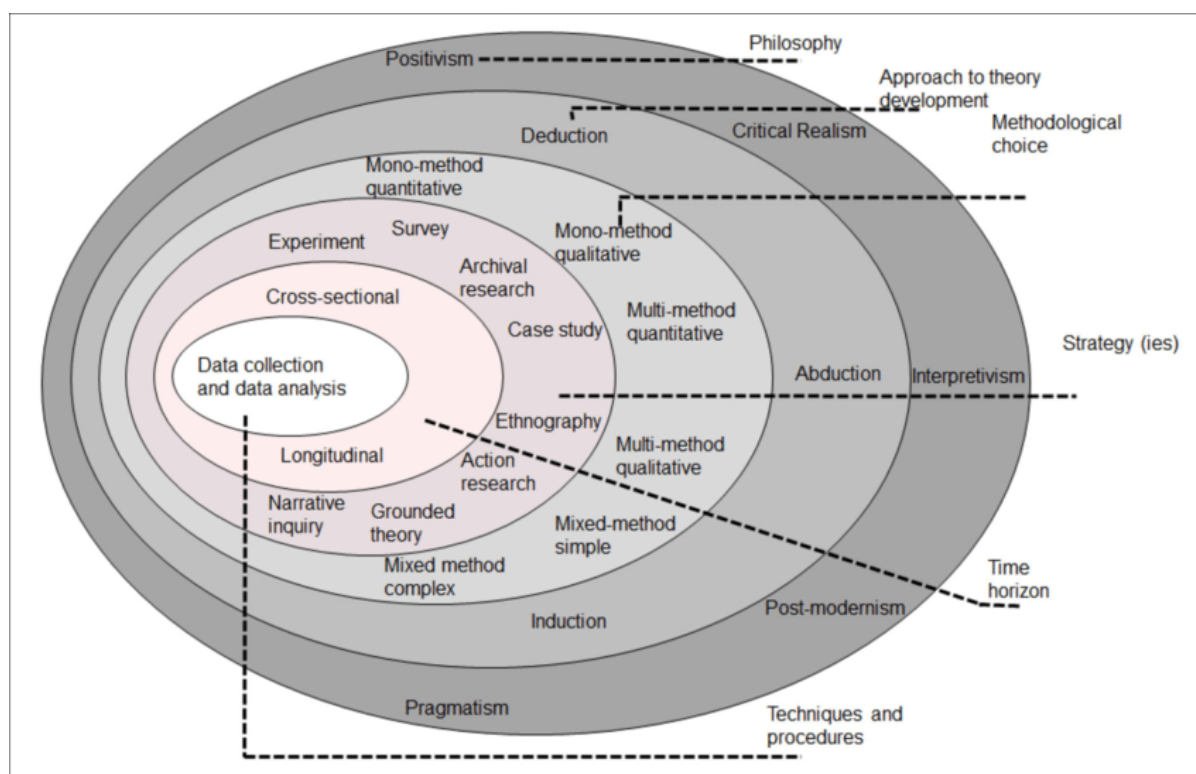 Philosophy
Positivism
Approach to theory
development
Methodological
choice
Critical Realism
Deduction
Mono-method
quantitative
Survey
Experiment
Mono-method
qualitative
Archival
research
Cross-sectional
Multi-method
quantitative
Case study
Strategy (ies)
Data collection
and data analysis
Abduction
Interpretivism
Ethnography
Multi-method
qualitative
Longitudinal
Action
research
Narrative
inquiry
Grounded
theory
Mixed-method
simple
Mixed method
complex
Time
horizon
Post-modernism
Induction
Pragmatism
Techniques and
procedures